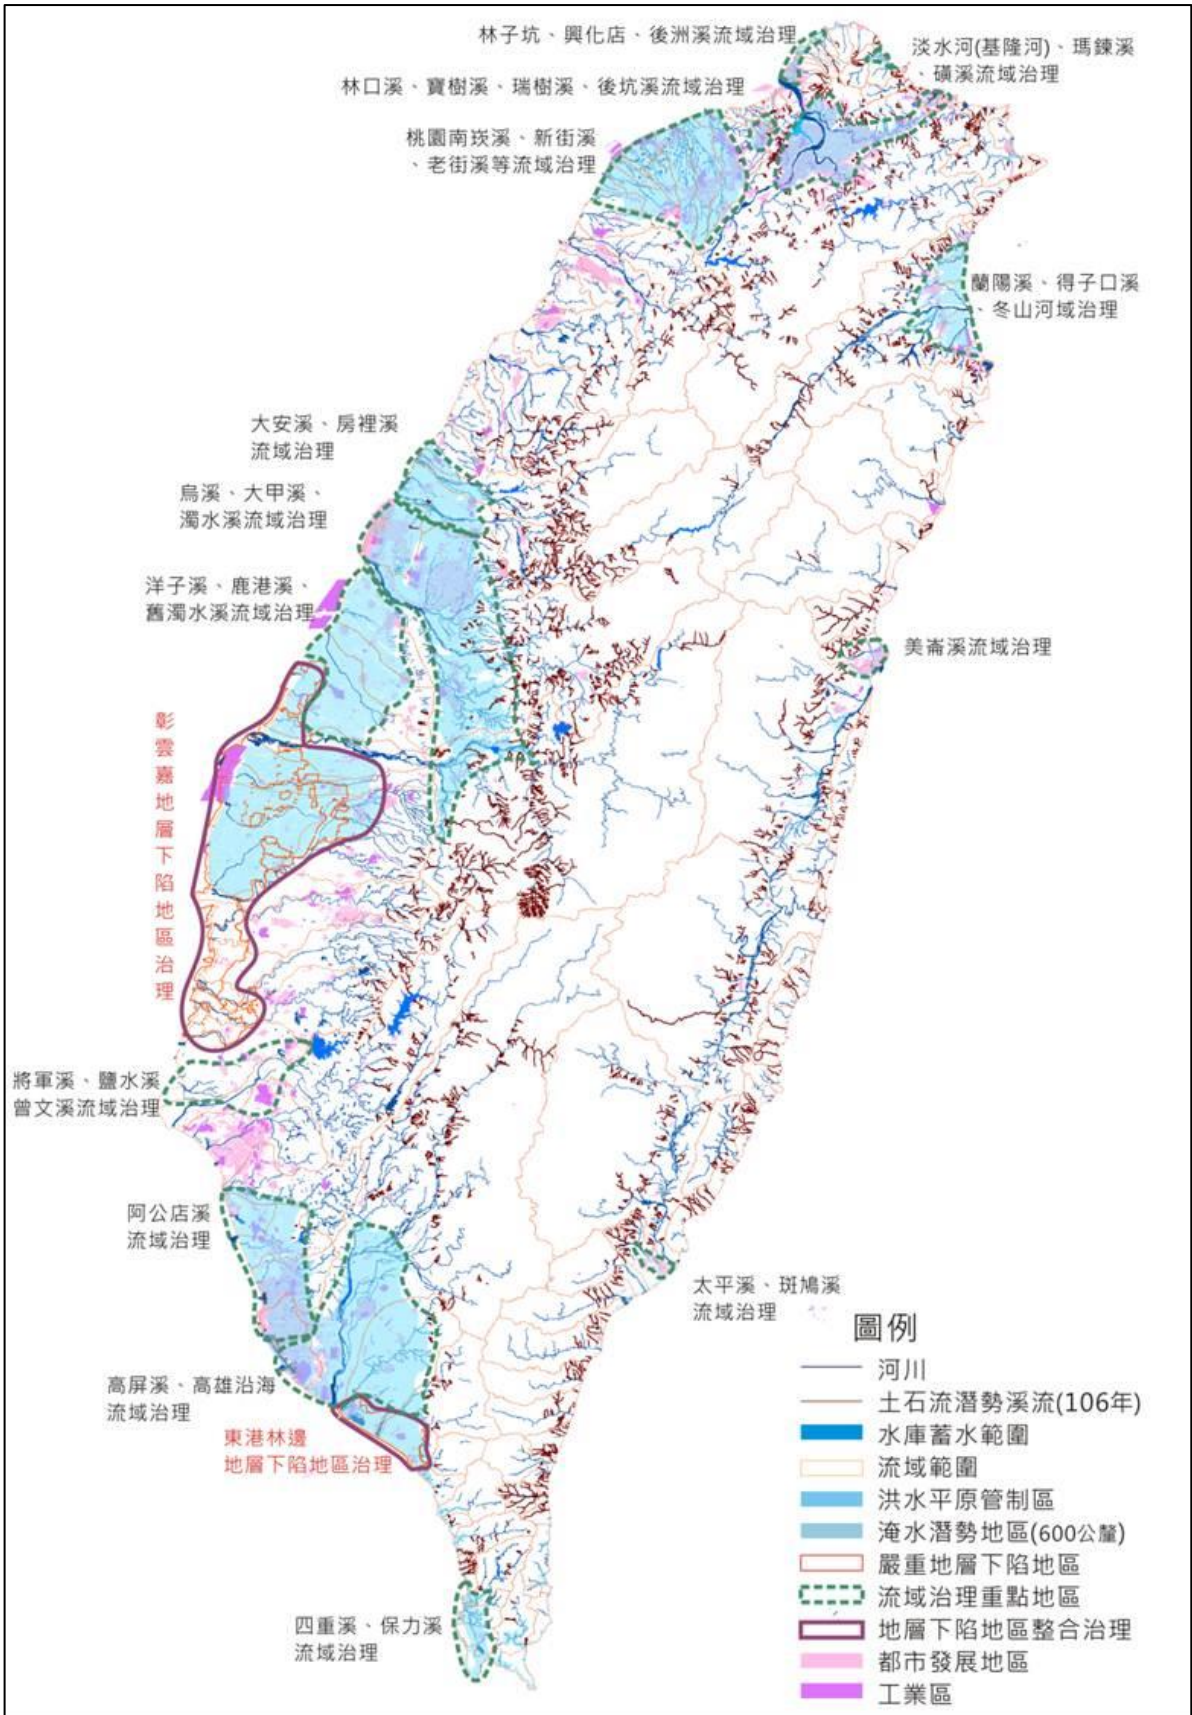 林子坑、興化店、後洲溪流域治理
淡水河(基隆河)、瑪鍊溪
、磺溪流域治理
林口溪、寶樹溪、瑞樹溪、後坑溪流域治理
桃園南崁溪、新街溪
、老街溪等流域治理
蘭陽溪、得子口溪
、冬山河域治理
大安溪、房裡溪
流域治理
烏溪、大甲溪、
濁水溪流域治理
洋子溪、鹿港溪、
舊濁水溪流域治理
美崙溪流域治理
彰雲嘉地層下陷地區治理
將軍溪、鹽水溪
曾文溪流域治理
阿公店溪
流域治理
太平溪、斑鳩溪
流域治理
高屏溪、高雄沿海
流域治理
東港林邊
地層下陷地區治理
四重溪、保力溪
流域治理
圖例
河川
土石流潛勢溪流(106年)
水庫蓄水範圍
流域範圍
洪水平原管制區
淹水潛勢地區(600公釐)
嚴重地層下陷地區
流域治理重點地區
地層下陷地區整合治理
都市發展地區
工業區